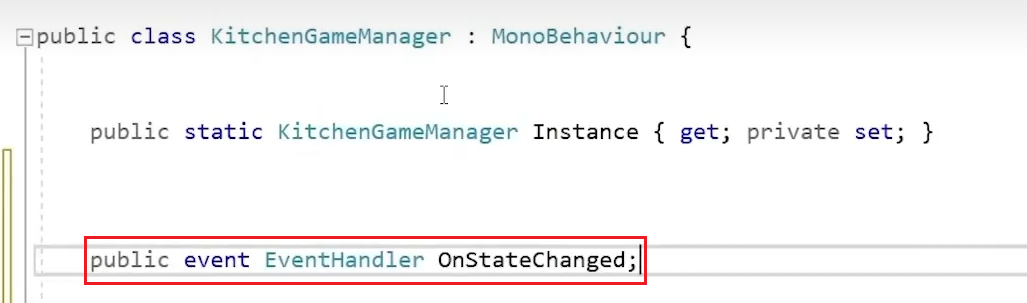 public class KitchenGameManager : MonoBehaviour {
public static KitchenGameManager Instance { get; private set; }
public event EventHandler OnStateChanged;